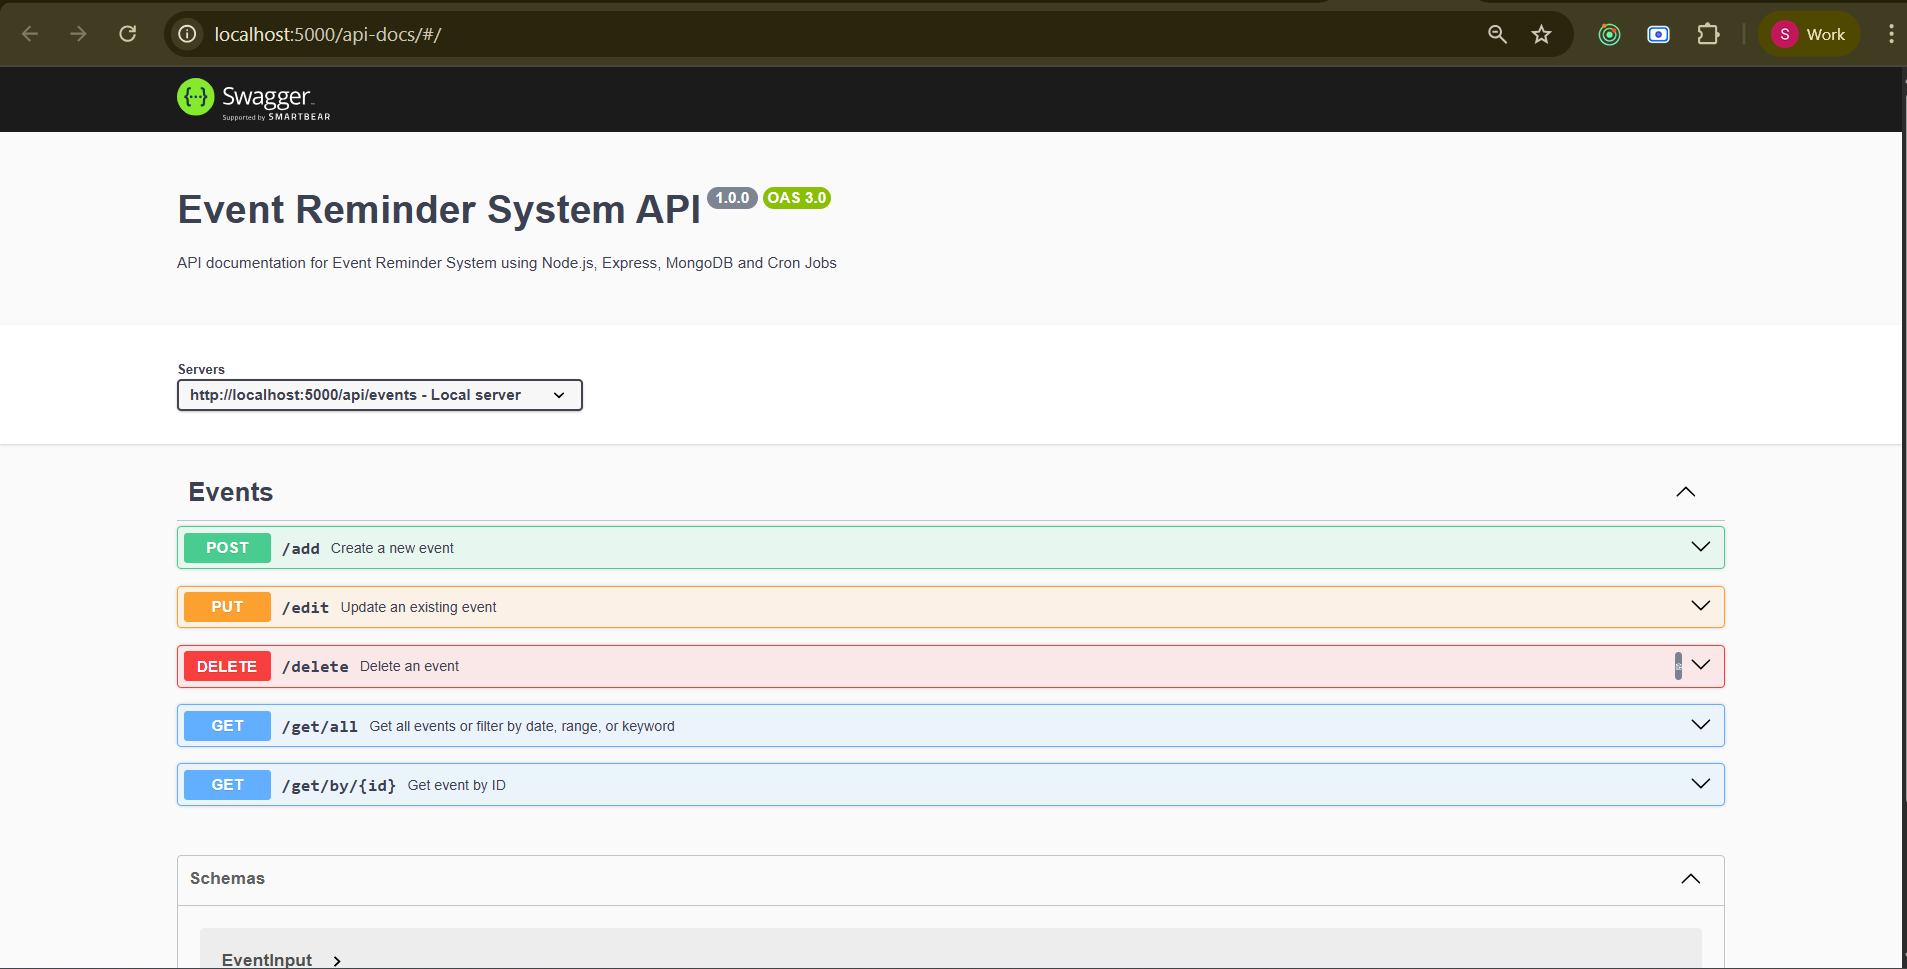 localhost:5000/api-docs/#/
S Work
{···} Swagger
Supported by SMARTBEAR
Event Reminder System API 1.0.0 OAS 3.0
API documentation for Event Reminder System using Node.js, Express, MongoDB and Cron Jobs
Servers
http://localhost:5000/api/events - Local server
Events
POST /add Create a new event
PUT /edit Update an existing event
DELETE /delete Delete an event
GET /get/all Get all events or filter by date, range, or keyword
GET /get/by/{id} Get event by ID
Schemas
EventInput